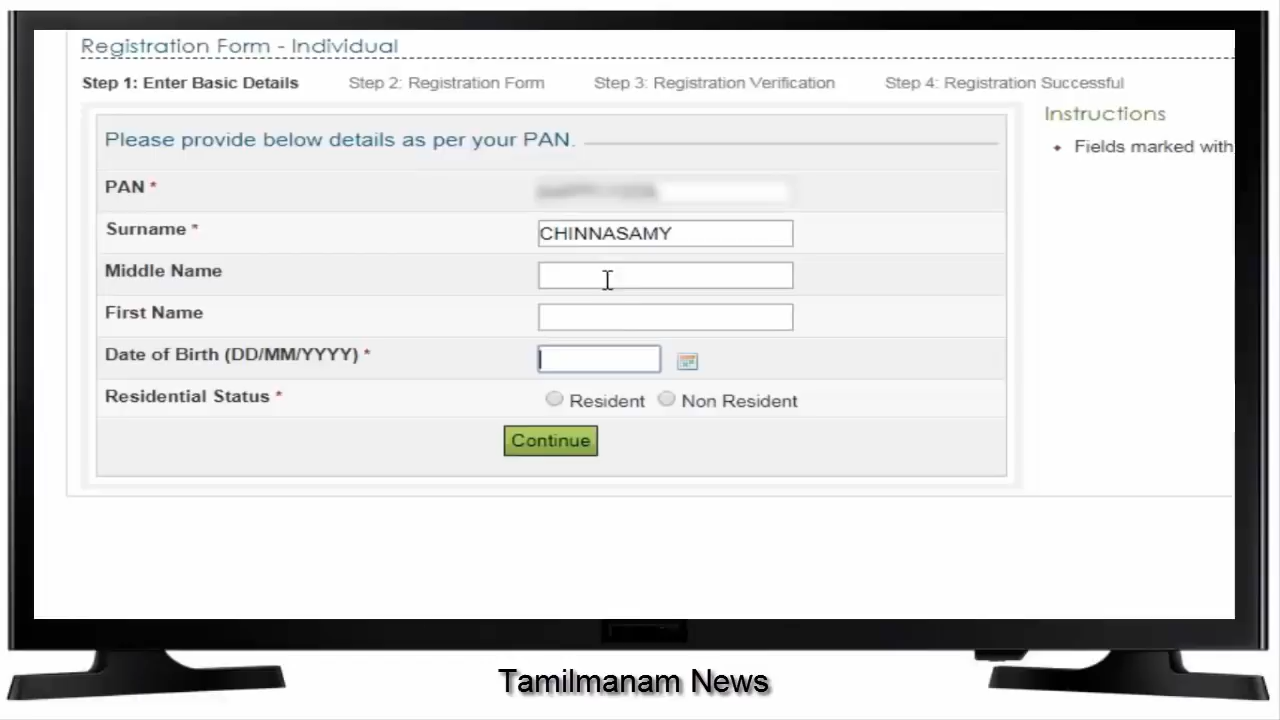 Registration Form - Individual
Step 1: Enter Basic Details Step 2: Registration Form Step 3: Registration Verification Step 4: Registration Successful
Instructions
Please provide below details as per your PAN.
Fields marked with
PAN *
Surname * CHINNASAMY
Middle Name
First Name
Date of Birth (DD/MM/YYYY) *
Residential Status * Resident Non Resident
Continue
Tamilmanam News